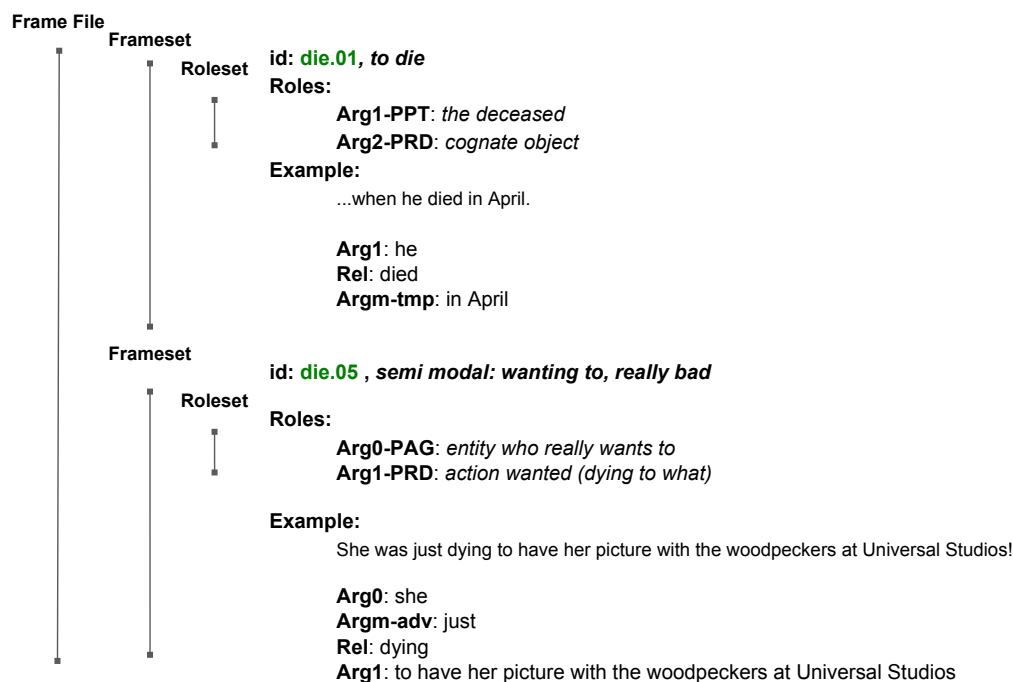 Frame File
Frameset
Roleset
id: die.01, to die
Roles:
Arg1-PPT: the deceased
Arg2-PRD: cognate object
Example:
...when he died in April.
Arg1: he
Rel: died
Argm-tmp: in April
Frameset
id: die.05 , semi modal: wanting to, really bad
Roleset
Roles:
Arg0-PAG: entity who really wants to
Arg1-PRD: action wanted (dying to what)
Example:
She was just dying to have her picture with the woodpeckers at Universal Studios!
Arg0: she
Argm-adv: just
Rel: dying
Arg1: to have her picture with the woodpeckers at Universal Studios